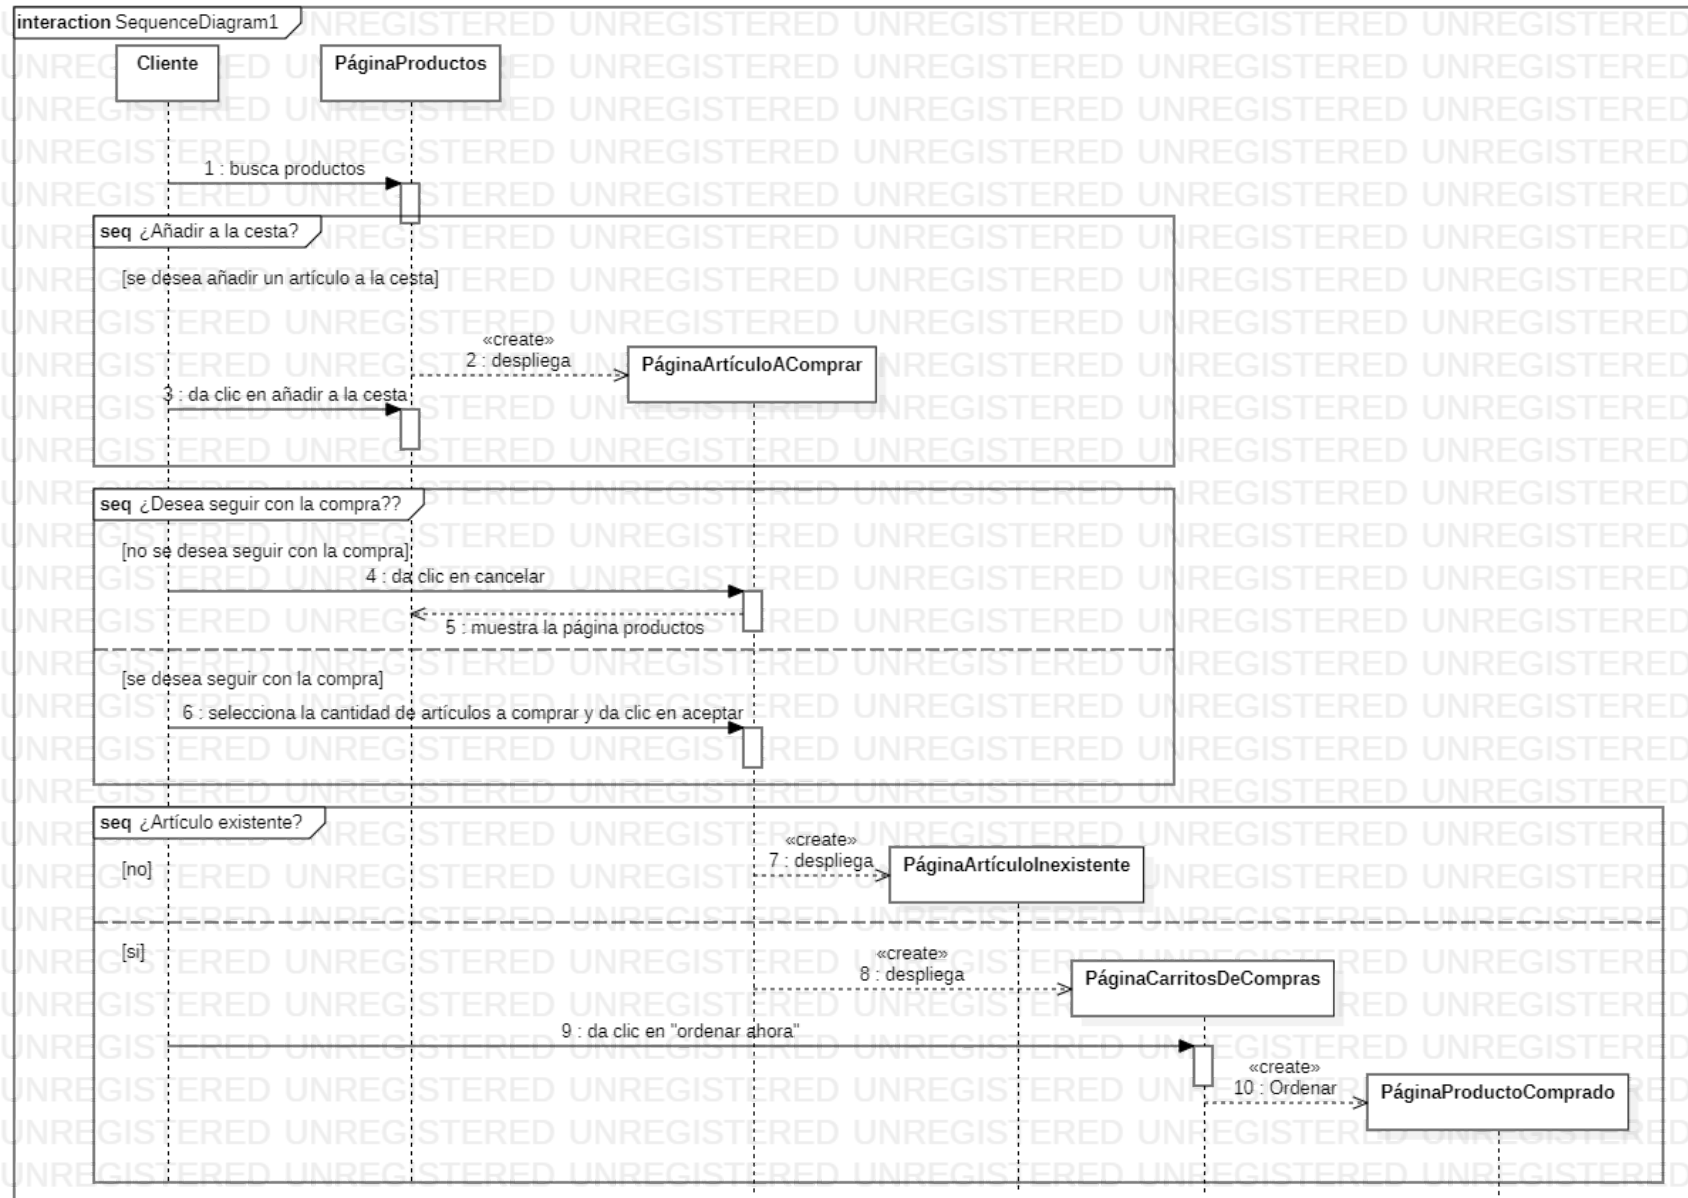 interaction SequenceDiagram1
Cliente
PáginaProductos
1 : busca productos
seq ¿Añadir a la cesta?
[se desea añadir un artículo a la cesta]
«create»
2 : despliega
PáginaArtículoAComprar
3 : da clic en añadir a la cesta
seq ¿Desea seguir con la compra??
[no se desea seguir con la compra]
4 : da clic en cancelar
5 : muestra la página productos
[se desea seguir con la compra]
6 : selecciona la cantidad de artículos a comprar y da clic en aceptar
seq ¿Artículo existente?
«create»
7 : despliega
PáginaArtículoInexistente
[no]
[si]
«create»
8 : despliega
PáginaCarritosDeCompras
9 : da clic en "ordenar ahora"
«create»
10 : Ordenar
PáginaProductoComprado
UNREGISTERED